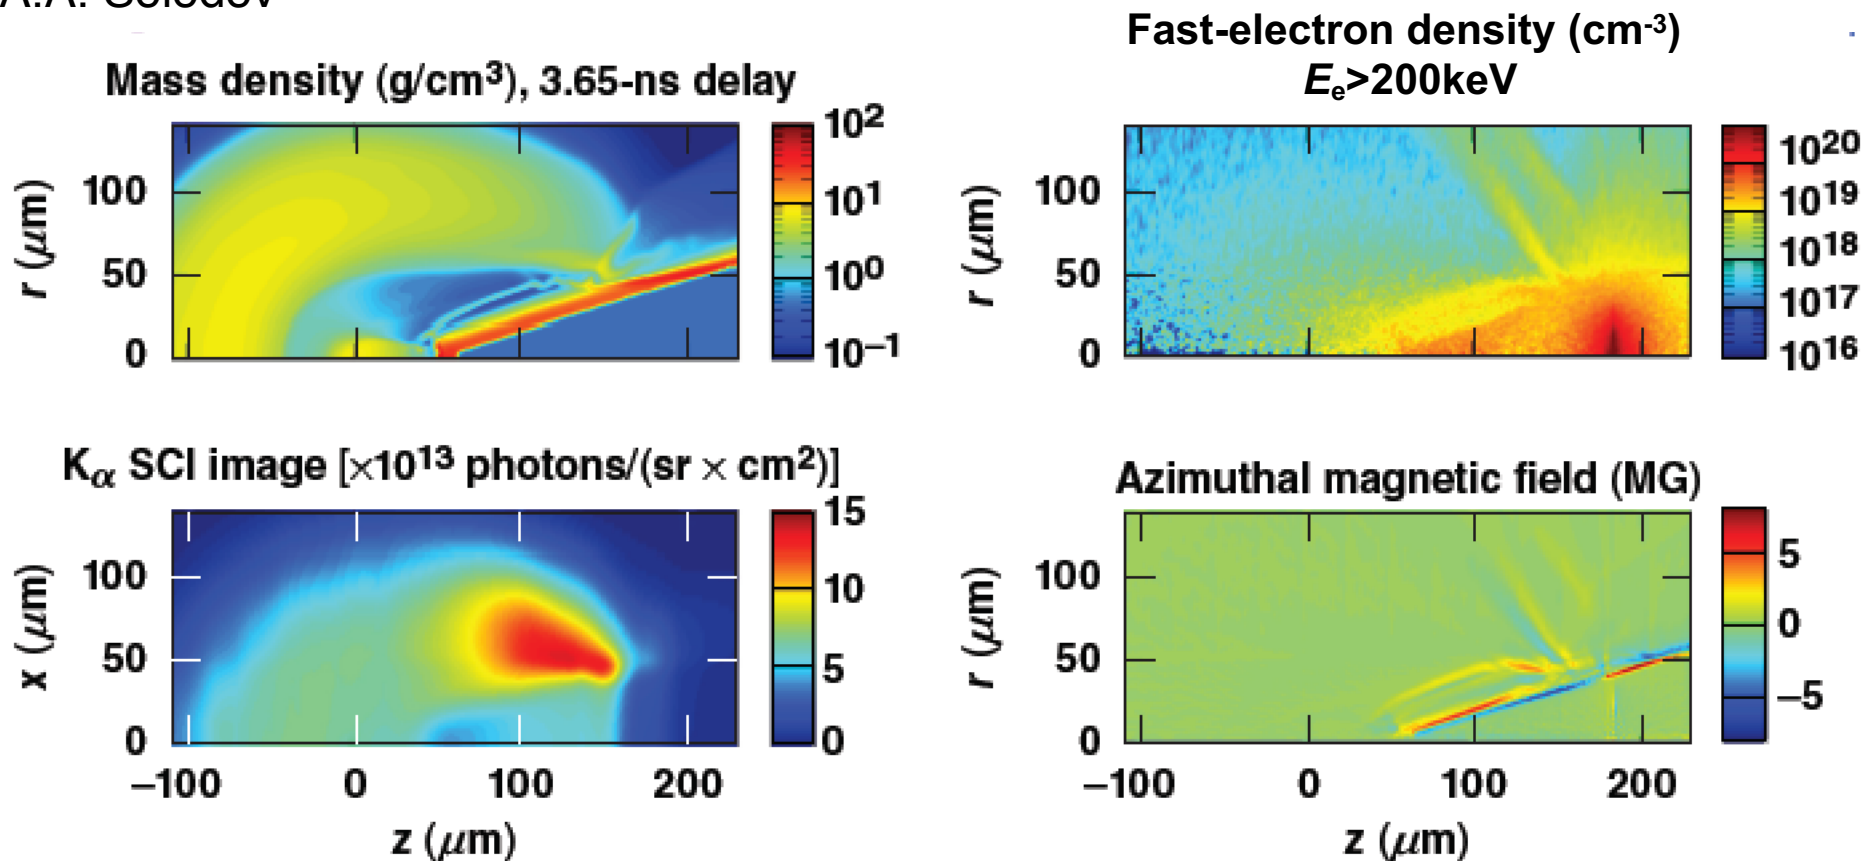 A.A. Solodov
Mass density (g/cm³), 3.65-ns delay
r (μm)
100
50
0
10²
10¹
10⁰
10⁻¹
Fast-electron density (cm⁻³)
Eₑ>200keV
r (μm)
100
50
0
10²⁰
10¹⁹
10¹⁸
10¹⁷
10¹⁶
Kα SCI image [×10¹³ photons/(sr × cm²)]
x (μm)
100
50
0
15
10
5
0
−100 0 100 200
z (μm)
Azimuthal magnetic field (MG)
r (μm)
100
50
0
5
0
−5
−100 0 100 200
z (μm)